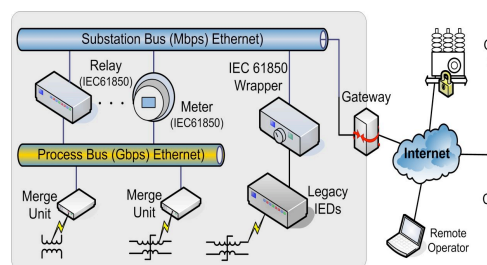 Substation Bus (Mbps) Ethernet)
Relay
(IEC61850)
Meter
(IEC61850)
IEC 61850
Wrapper
Gateway
Process Bus (Gbps) Ethernet)
Internet
Merge
Unit
Merge
Unit
Legacy
IEDs
Remote
Operator